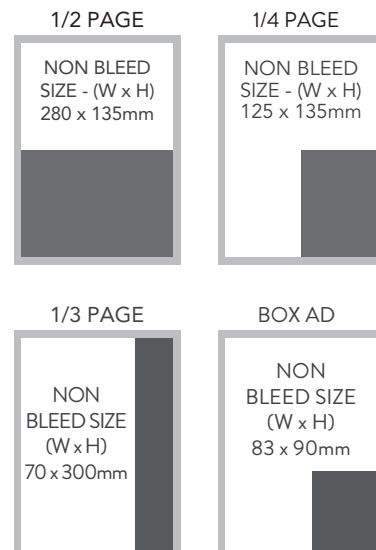 1/2 PAGE
NON BLEED
SIZE - (W x H)
280 x 135mm
1/4 PAGE
NON BLEED
SIZE - (W x H)
125 x 135mm
1/3 PAGE
NON
BLEED SIZE
(W x H)
70 x 300mm
BOX AD
NON
BLEED SIZE
(W x H)
83 x 90mm